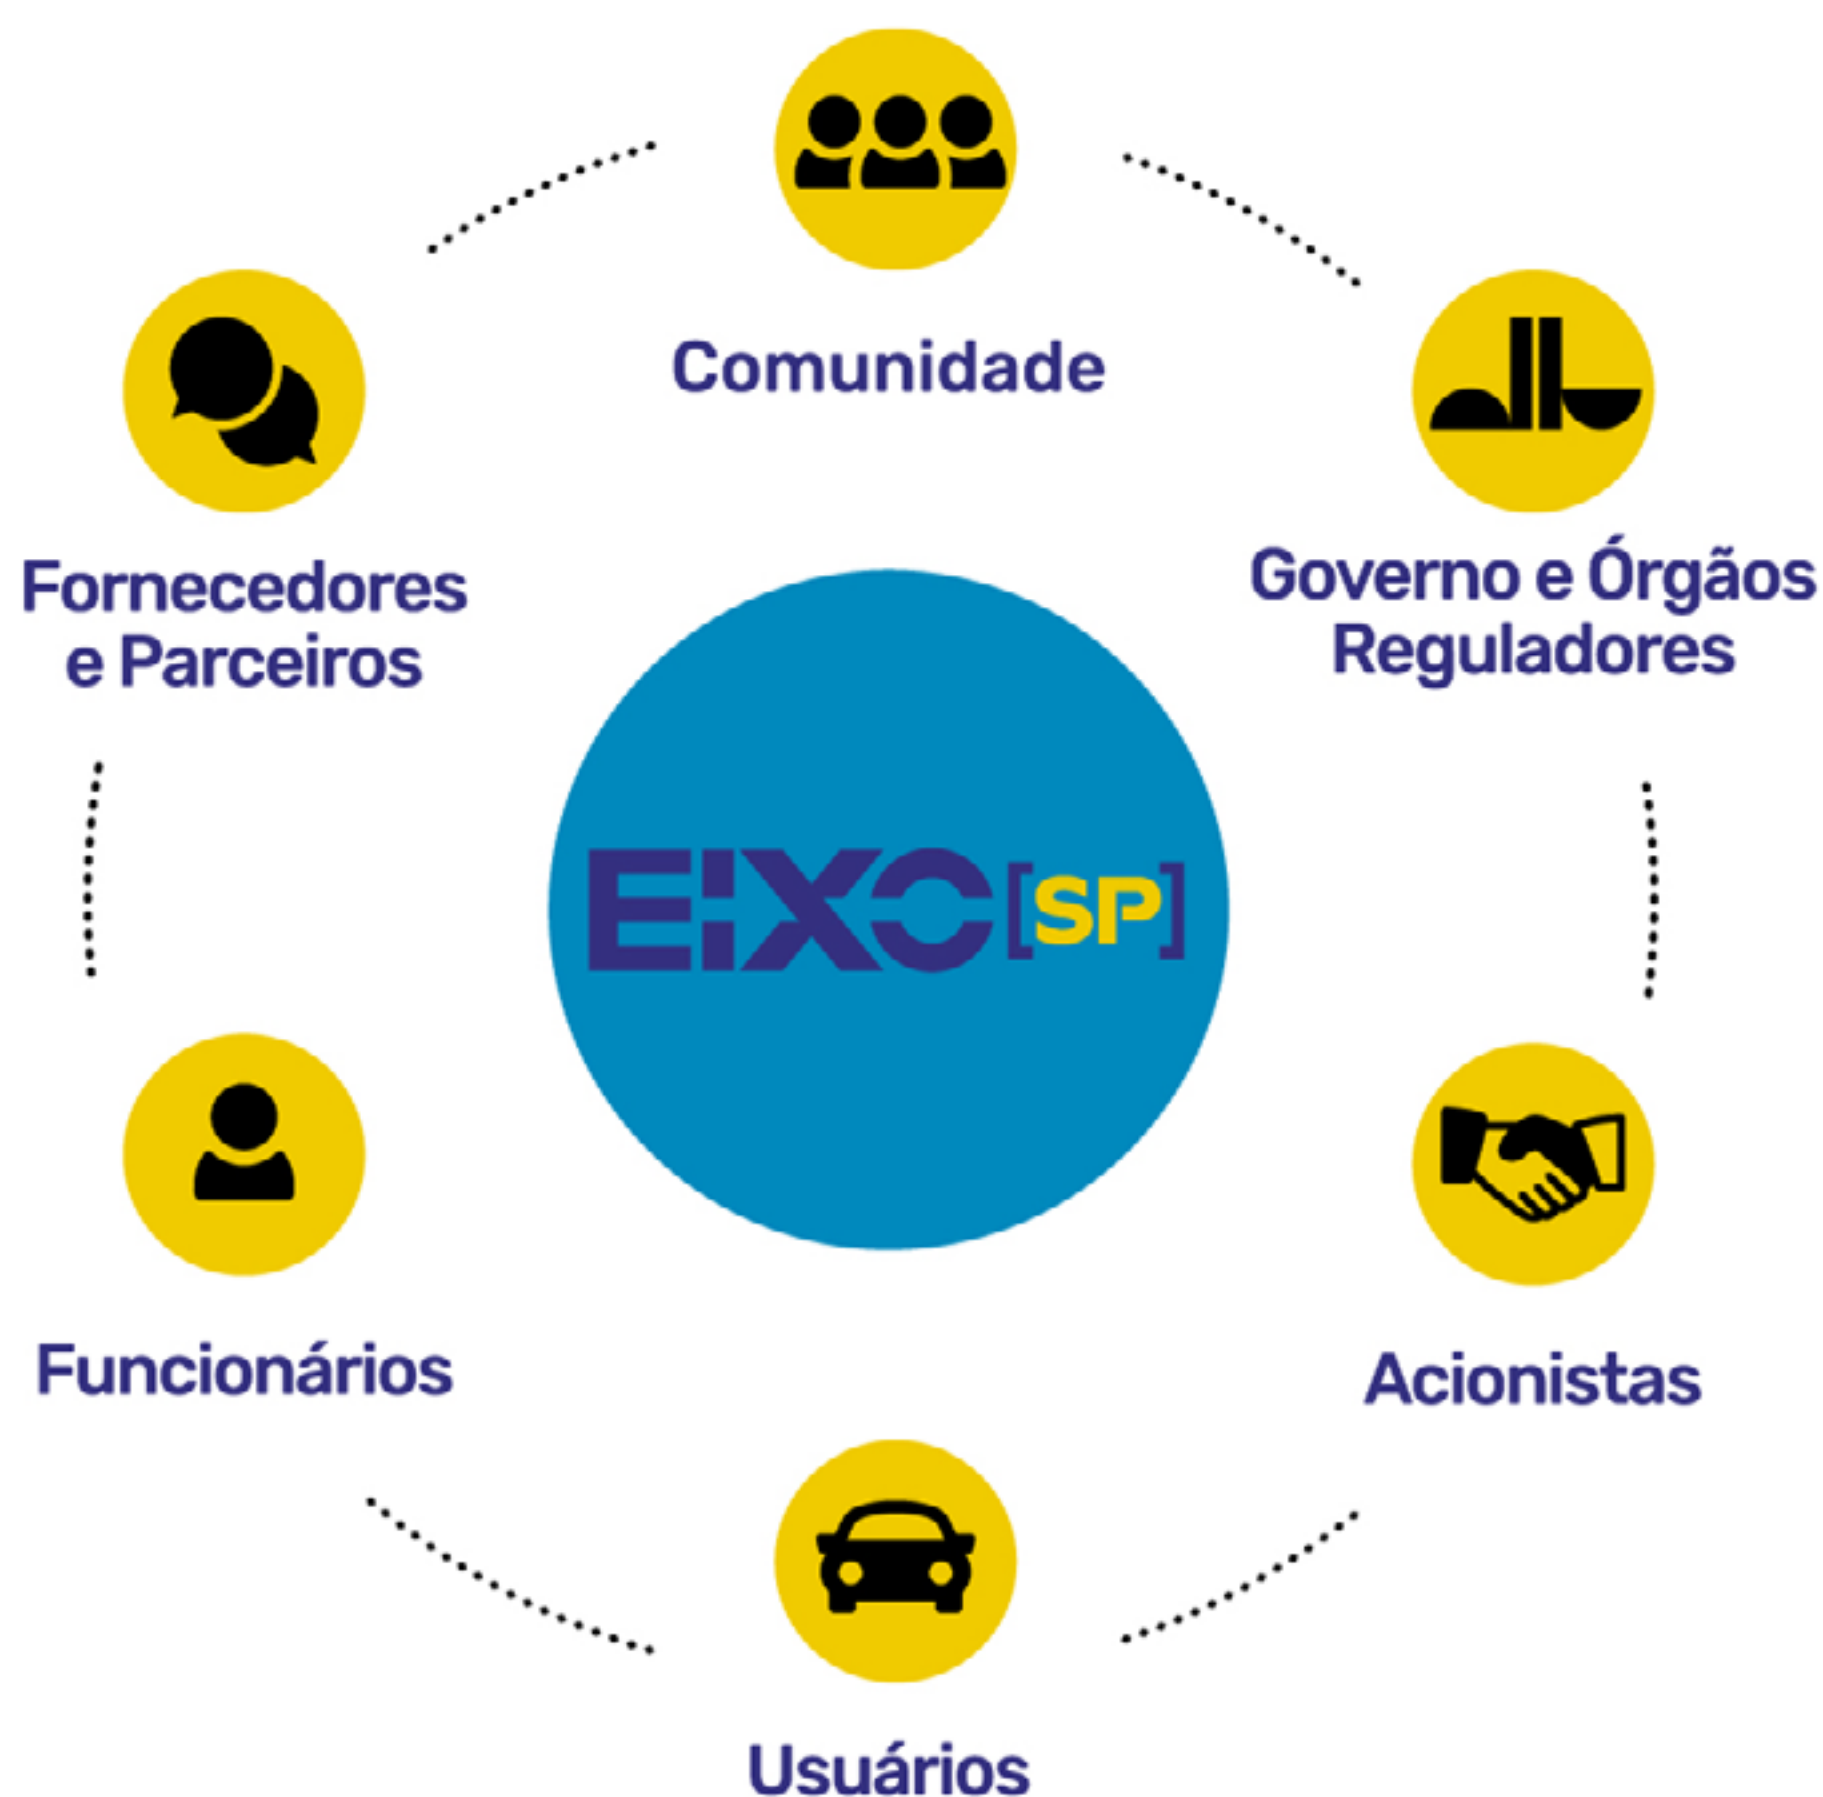 Comunidade
Fornecedores
e Parceiros
Governo e Órgãos
Reguladores
EIXO[SP]
Funcionários
Acionistas
Usuários